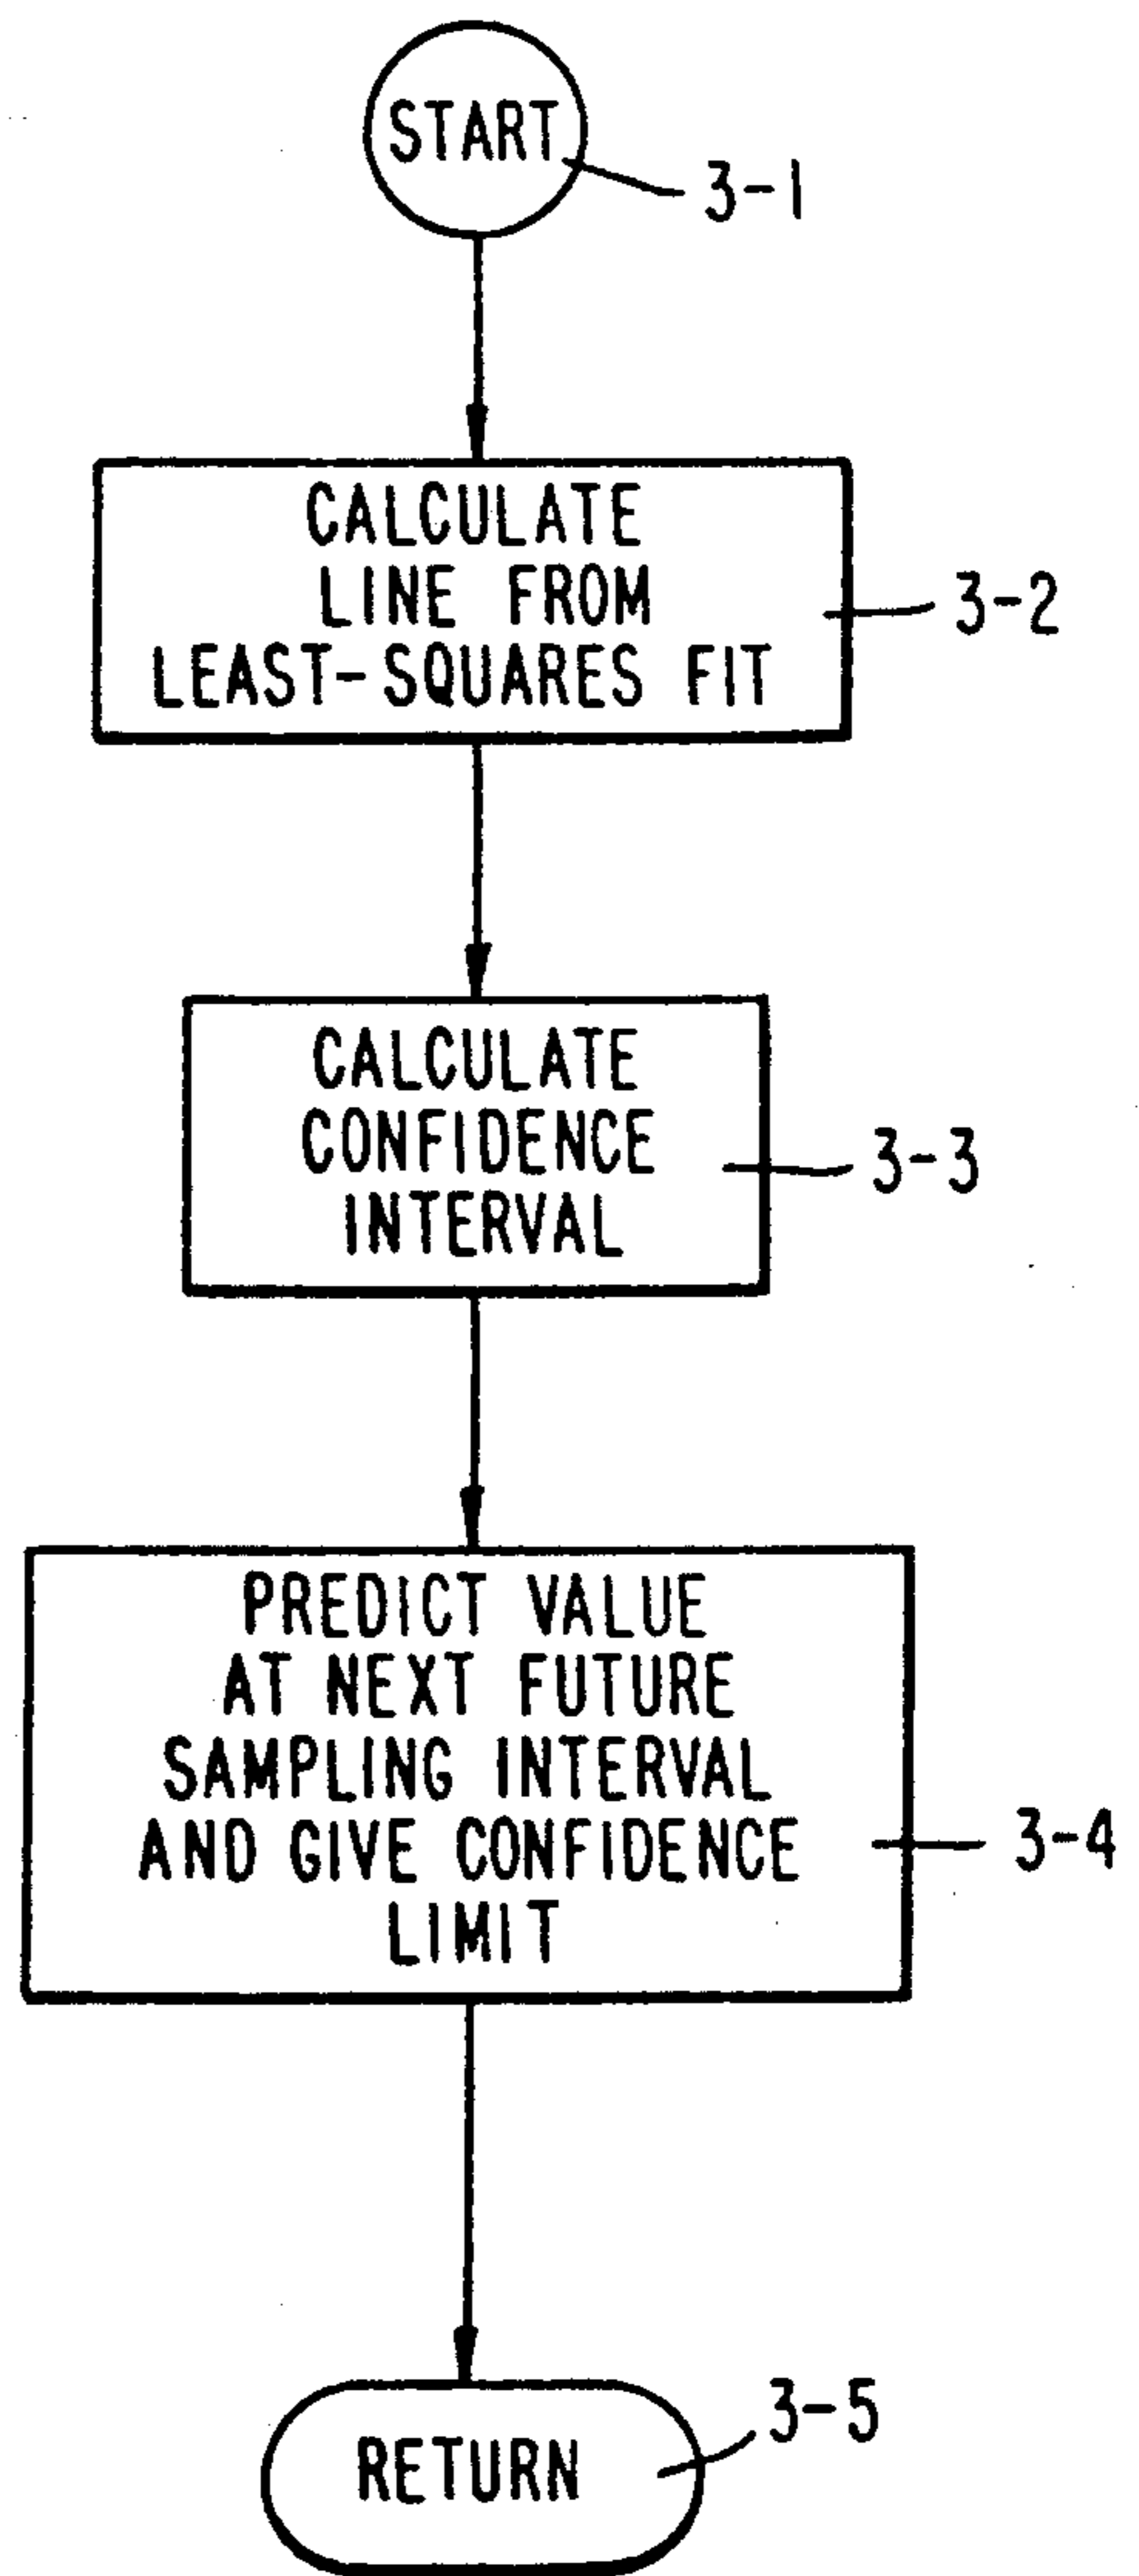 START
3-1
CALCULATE
LINE FROM
LEAST-SQUARES FIT
3-2
CALCULATE
CONFIDENCE
INTERVAL
3-3
PREDICT VALUE
AT NEXT FUTURE
SAMPLING INTERVAL
AND GIVE CONFIDENCE
LIMIT
3-4
RETURN
3-5